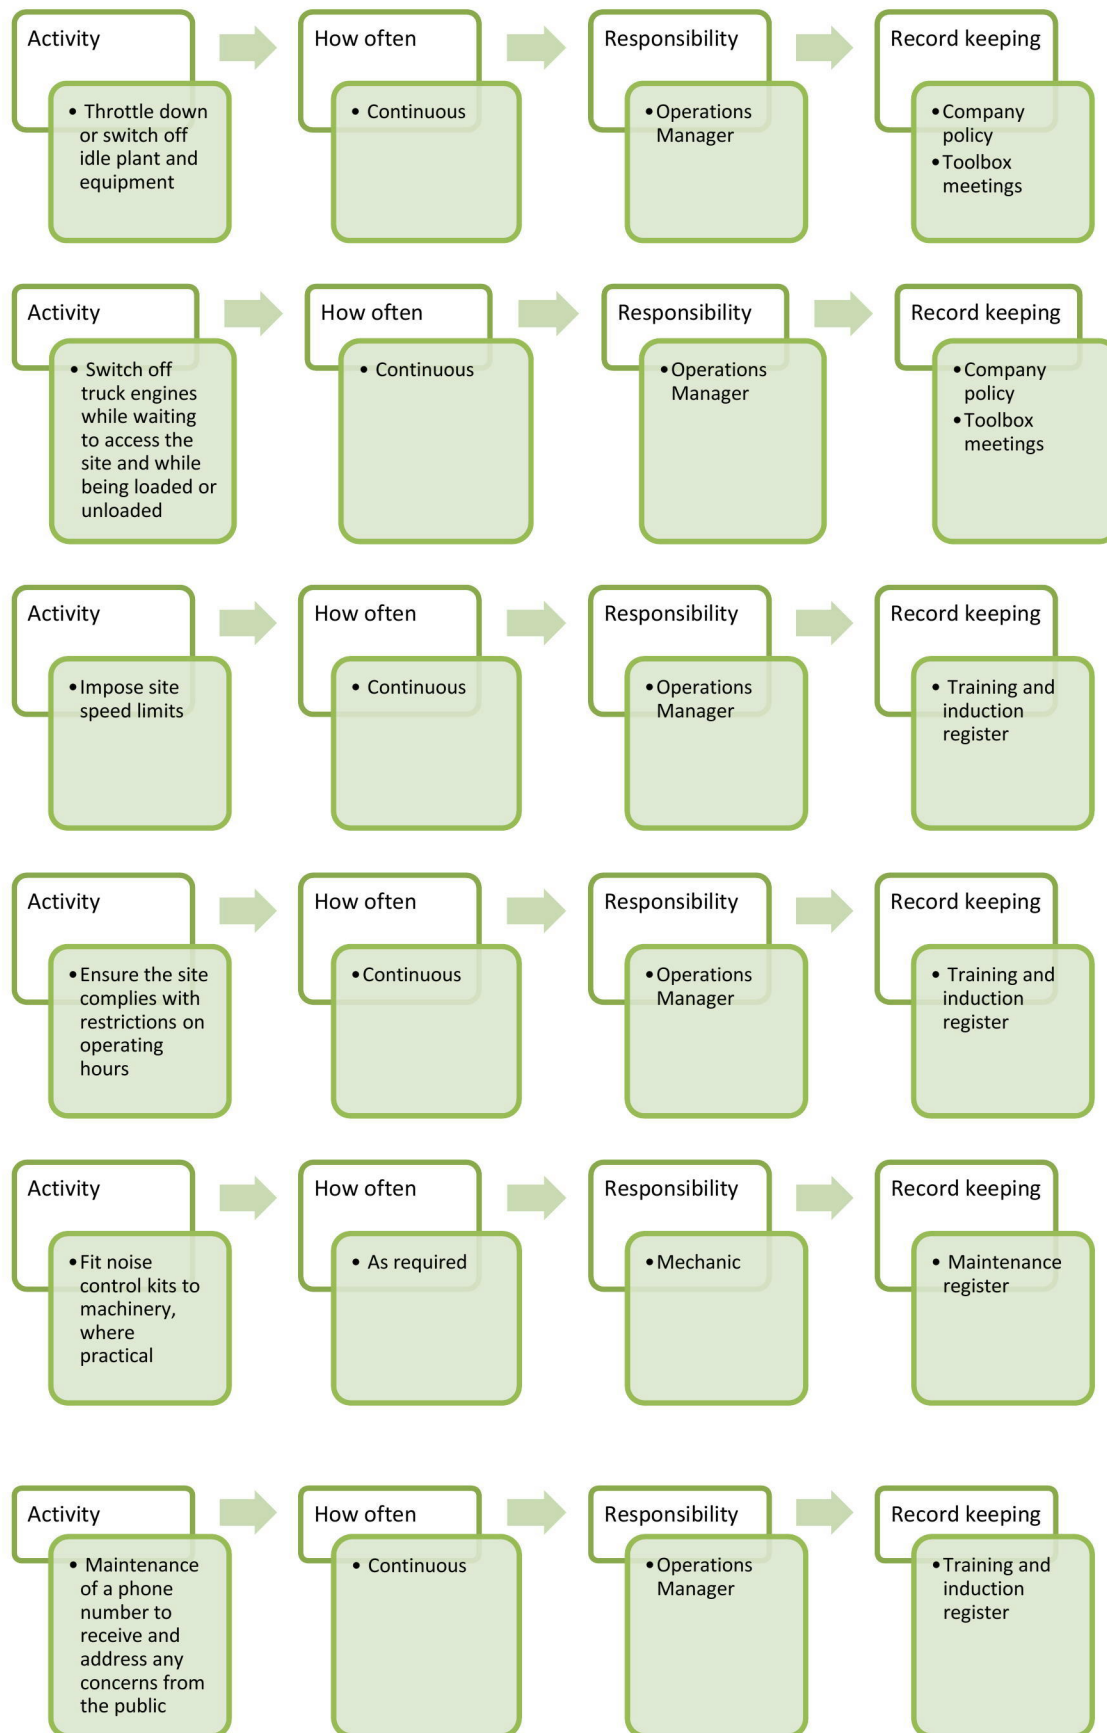 Activity
How often
Responsibility
Record keeping
• Throttle down
or switch off
idle plant and
equipment
• Continuous
• Operations
Manager
• Company
policy
• Toolbox
meetings
Activity
How often
Responsibility
Record keeping
• Switch off
truck engines
while waiting
to access the
site and while
being loaded or
unloaded
• Continuous
• Operations
Manager
• Company
policy
• Toolbox
meetings
Activity
How often
Responsibility
Record keeping
• Impose site
speed limits
• Continuous
• Operations
Manager
• Training and
induction
register
Activity
How often
Responsibility
Record keeping
• Ensure the site
complies with
restrictions on
operating
hours
• Continuous
• Operations
Manager
• Training and
induction
register
Activity
How often
Responsibility
Record keeping
• Fit noise
control kits to
machinery,
where
practical
• As required
• Mechanic
• Maintenance
register
Activity
How often
Responsibility
Record keeping
• Maintenance
of a phone
number to
receive and
address any
concerns from
the public
• Continuous
• Operations
Manager
• Training and
induction
register